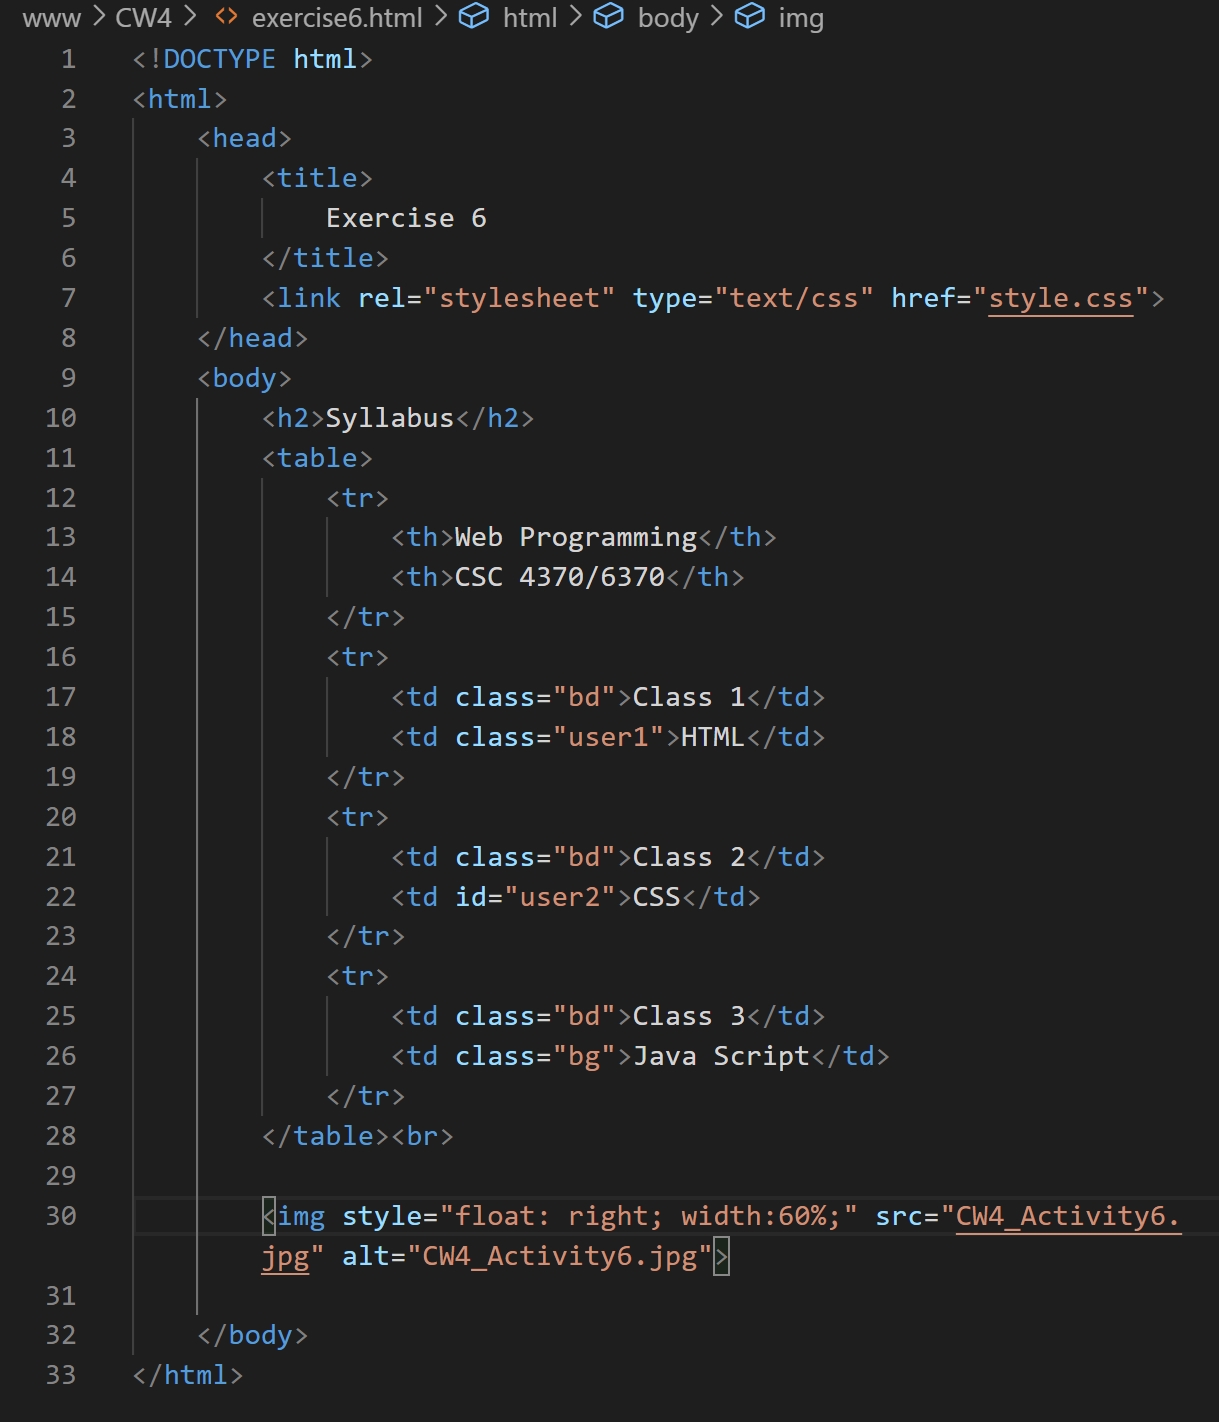 www > CW4 > <> exercise6.html > html > body > img
1 <!DOCTYPE html>
2 <html>
3 <head>
4 <title>
5 Exercise 6
6 </title>
7 <link rel="stylesheet" type="text/css" href="style.css">
8 </head>
9 <body>
10 <h2>Syllabus</h2>
11 <table>
12 <tr>
13 <th>Web Programming</th>
14 <th>CSC 4370/6370</th>
15 </tr>
16 <tr>
17 <td class="bd">Class 1</td>
18 <td class="user1">HTML</td>
19 </tr>
20 <tr>
21 <td class="bd">Class 2</td>
22 <td id="user2">CSS</td>
23 </tr>
24 <tr>
25 <td class="bd">Class 3</td>
26 <td class="bg">Java Script</td>
27 </tr>
28 </table><br>
29
30 <img style="float: right; width:60%;" src="CW4_Activity6.
jpg" alt="CW4_Activity6.jpg">
31
32 </body>
33 </html>